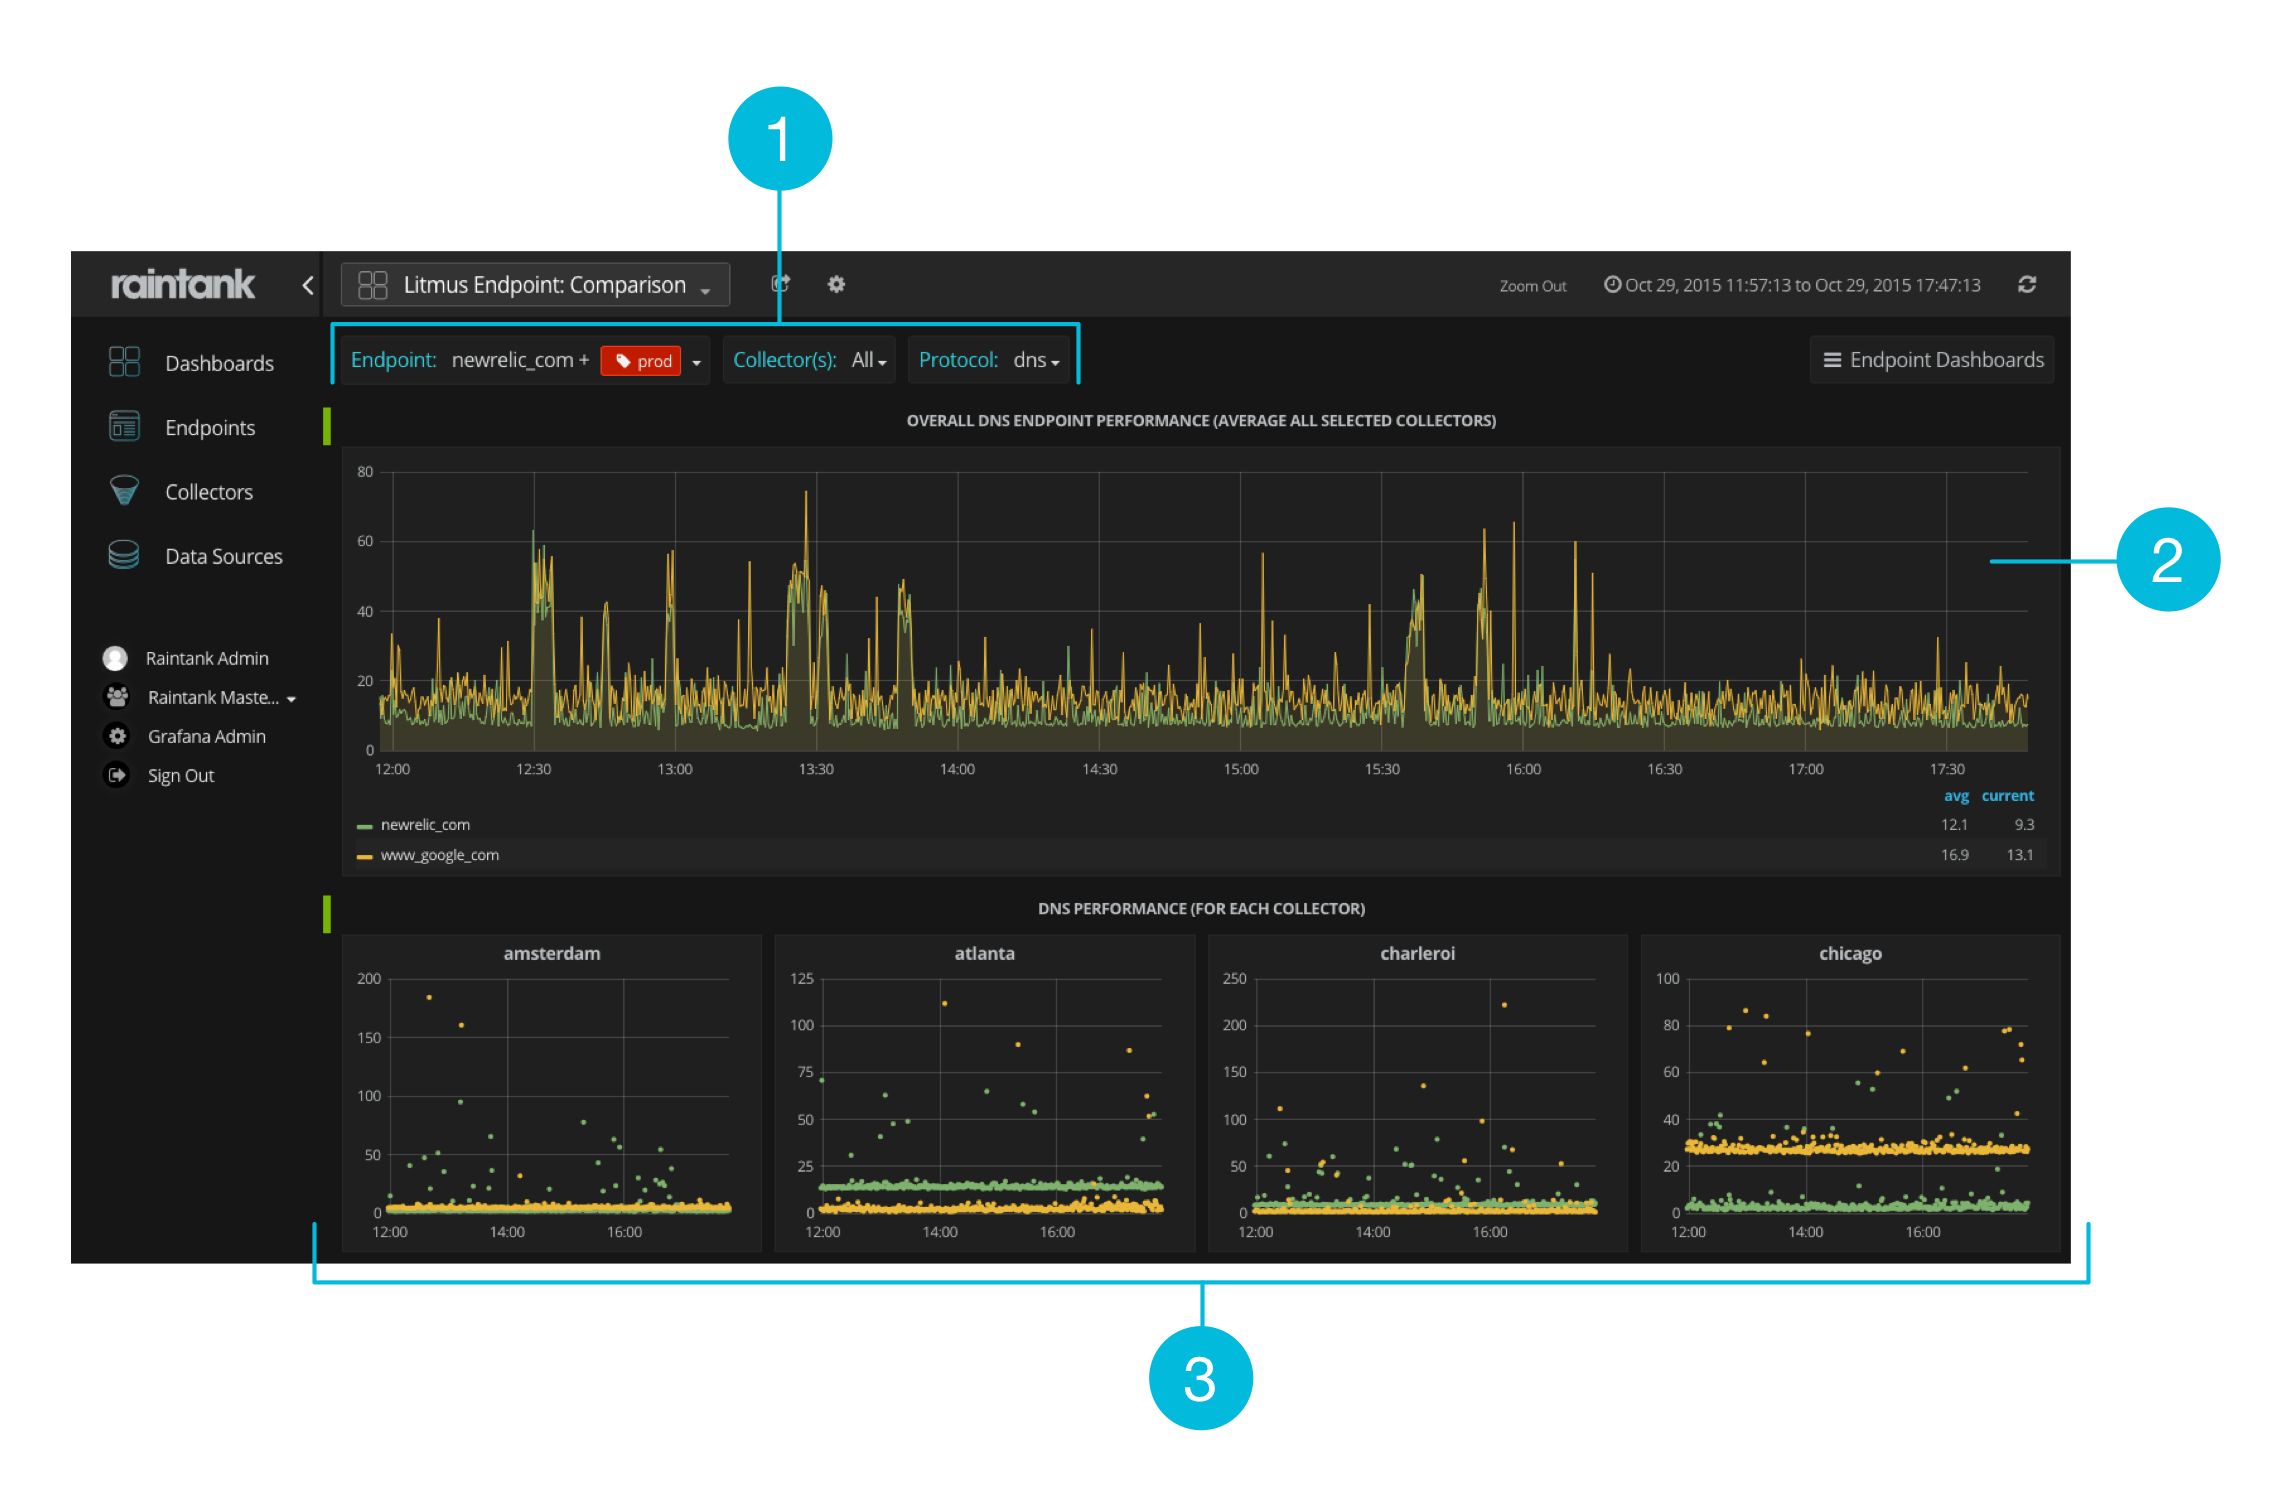 1
raintank
Litmus Endpoint: Comparison
Zoom Out
Oct 29, 2015 11:57:13 to Oct 29, 2015 17:47:13
Endpoint: newrelic_com + prod
Collector(s): All
Protocol: dns
Endpoint Dashboards
Dashboards
Endpoints
Collectors
Data Sources
Raintank Admin
Raintank Maste...
Grafana Admin
Sign Out
OVERALL DNS ENDPOINT PERFORMANCE (AVERAGE ALL SELECTED COLLECTORS)
80
60
40
20
0
12:00 12:30 13:00 13:30 14:00 14:30 15:00 15:30 16:00 16:30 17:00 17:30
avg current
newrelic_com 12.1 9.3
www_google_com 16.9 13.1
2
DNS PERFORMANCE (FOR EACH COLLECTOR)
amsterdam
200
150
100
50
0
12:00 14:00 16:00
atlanta
125
100
75
50
25
0
12:00 14:00 16:00
charleroi
250
200
150
100
50
0
12:00 14:00 16:00
chicago
100
80
60
40
20
0
12:00 14:00 16:00
3